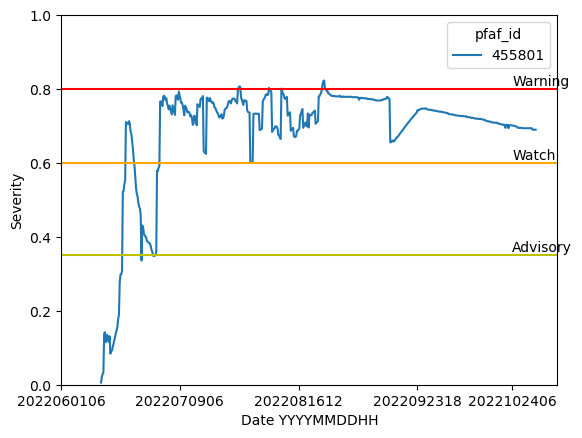 1.0
pfaf_id
455801
0.8
Warning
0.6
Watch
0.4
Advisory
0.2
0.0
Severity
2022060106 2022070906 2022081612 2022092318 2022102406
Date YYYYMMDDHH